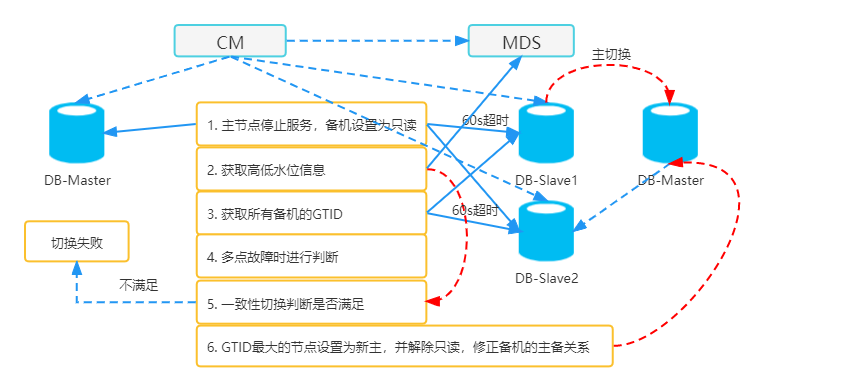 CM
MDS
主切换
1. 主节点停止服务，备机设置为只读
60s超时
DB-Master
2. 获取高低水位信息
DB-Slave1
DB-Master
3. 获取所有备机的GTID
60s超时
切换失败
4. 多点故障时进行判断
DB-Slave2
不满足
5. 一致性切换判断是否满足
6. GTID最大的节点设置为新主，并解除只读，修正备机的主备关系